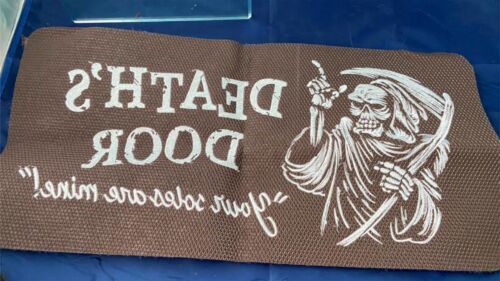 DEATH'S
DOOR
"Your soles are mine!"